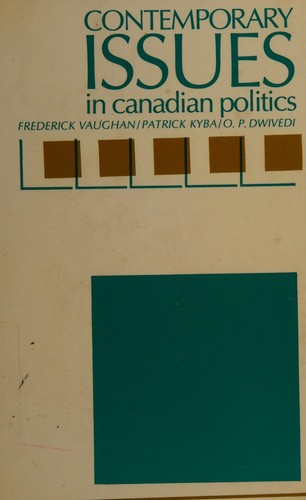 CONTEMPORARY
ISSUES
in canadian politics
FREDERICK VAUGHAN/PATRICK KYBA/O. P. DWIVEDI